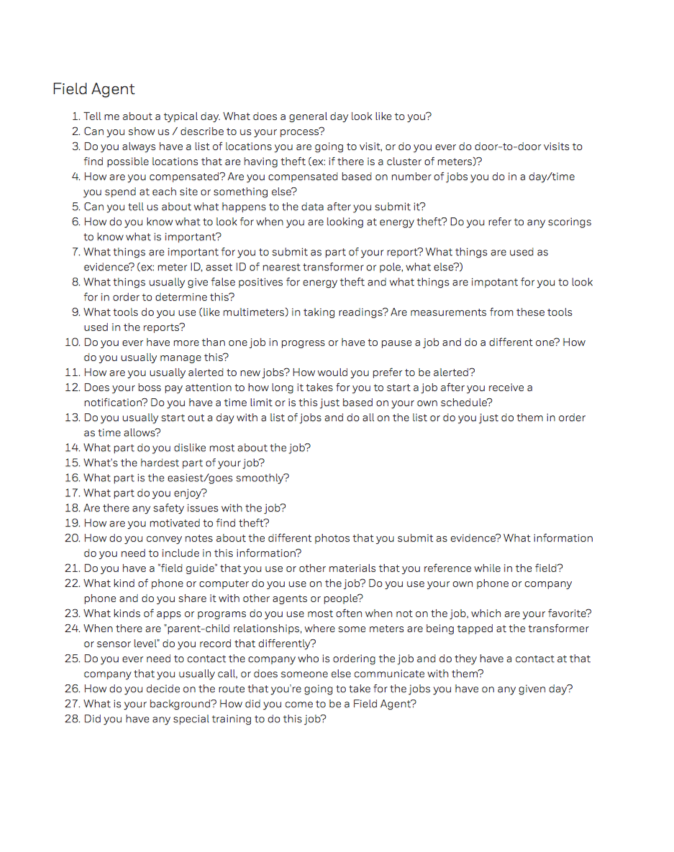 Field Agent
1. Tell me about a typical day. What does a general day look like to you?
2. Can you show us / describe to us your process?
3. Do you always have a list of locations you are going to visit, or do you ever do door-to-door visits to
find possible locations that are having theft (ex: if there is a cluster of meters)?
4. How are you compensated? Are you compensated based on number of jobs you do in a day/time
you spend at each site or something else?
5. Can you tell us about what happens to the data after you submit it?
6. How do you know what to look for when you are looking at energy theft? Do you refer to any scorings
to know what is important?
7. What things are important for you to submit as part of your report? What things are used as
evidence? (ex: meter ID, asset ID of nearest transformer or pole, what else?)
8. What things usually give false positives for energy theft and what things are impotant for you to look
for in order to determine this?
9. What tools do you use (like multimeters) in taking readings? Are measurements from these tools
used in the reports?
10. Do you ever have more than one job in progress or have to pause a job and do a different one? How
do you usually manage this?
11. How are you usually alerted to new jobs? How would you prefer to be alerted?
12. Does your boss pay attention to how long it takes for you to start a job after you receive a
notification? Do you have a time limit or is this just based on your own schedule?
13. Do you usually start out a day with a list of jobs and do all on the list or do you just do them in order
as time allows?
14. What part do you dislike most about the job?
15. What's the hardest part of your job?
16. What part is the easiest/goes smoothly?
17. What part do you enjoy?
18. Are there any safety issues with the job?
19. How are you motivated to find theft?
20. How do you convey notes about the different photos that you submit as evidence? What information
do you need to include in this information?
21. Do you have a "field guide" that you use or other materials that you reference while in the field?
22. What kind of phone or computer do you use on the job? Do you use your own phone or company
phone and do you share it with other agents or people?
23. What kinds of apps or programs do you use most often when not on the job, which are your favorite?
24. When there are "parent-child relationships, where some meters are being tapped at the transformer
or sensor level" do you record that differently?
25. Do you ever need to contact the company who is ordering the job and do they have a contact at that
company that you usually call, or does someone else communicate with them?
26. How do you decide on the route that you're going to take for the jobs you have on any given day?
27. What is your background? How did you come to be a Field Agent?
28. Did you have any special training to do this job?